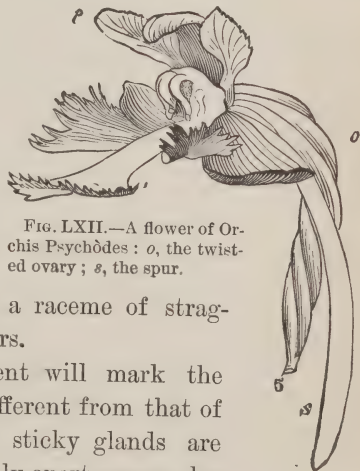 p
o
FIG. LXII.—A flower of Or-
chis Psychòdes : o, the twist-
ed ovary ; s, the spur.
a raceme of strag-
rs.
ent will mark the
fferent from that of
sticky glands are
s